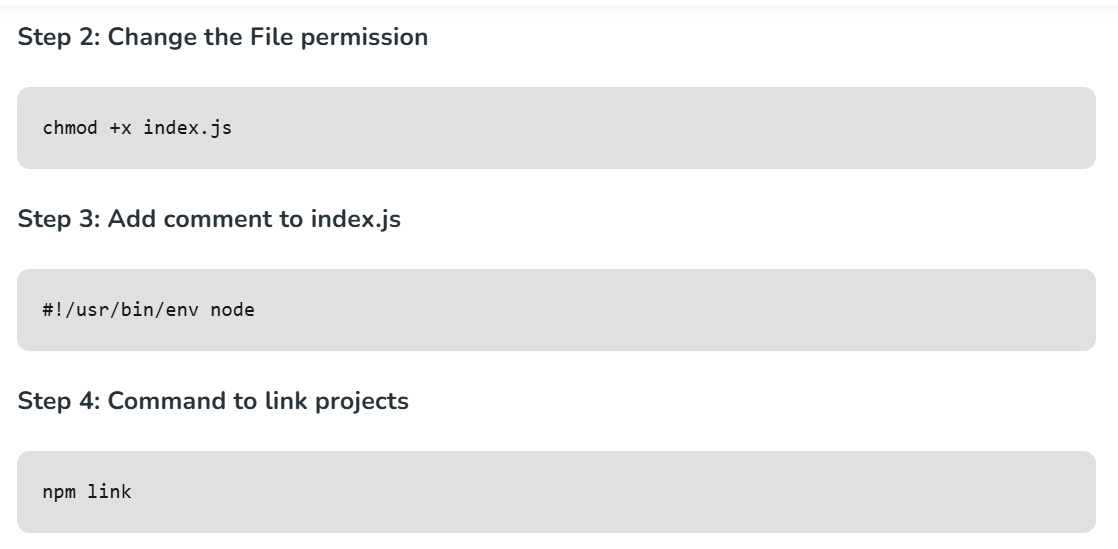 Step 2: Change the File permission
chmod +x index.js
Step 3: Add comment to index.js
#!/usr/bin/env node
Step 4: Command to link projects
npm link